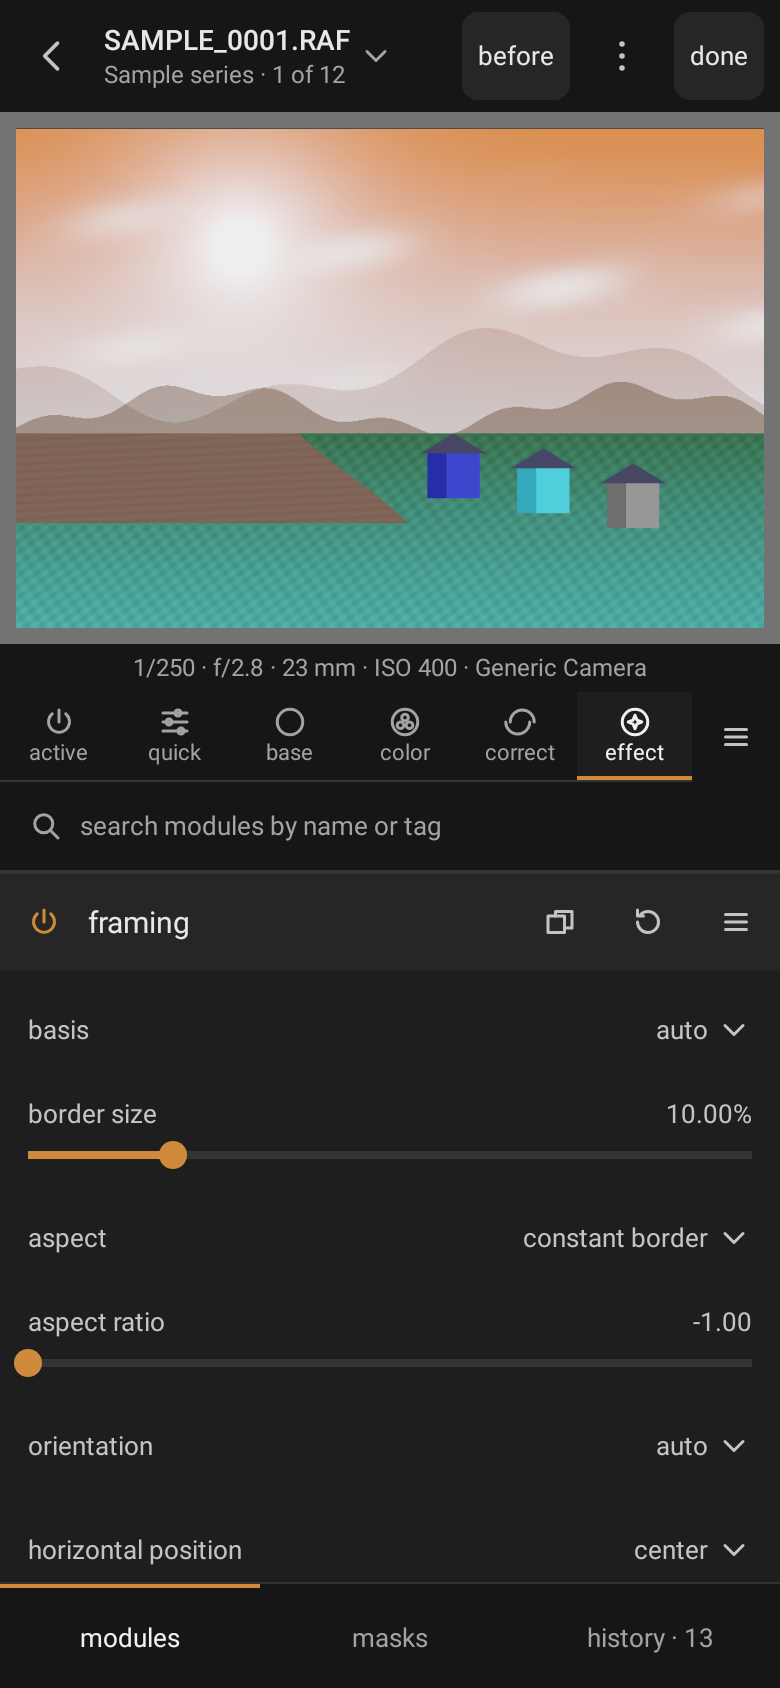 SAMPLE_0001.RAF
Sample series · 1 of 12
before
done
1/250 · f/2.8 · 23 mm · ISO 400 · Generic Camera
active
quick
base
color
correct
effect
search modules by name or tag
framing
basis
auto
border size
10.00%
aspect
constant border
aspect ratio
-1.00
orientation
auto
horizontal position
center
modules
masks
history · 13